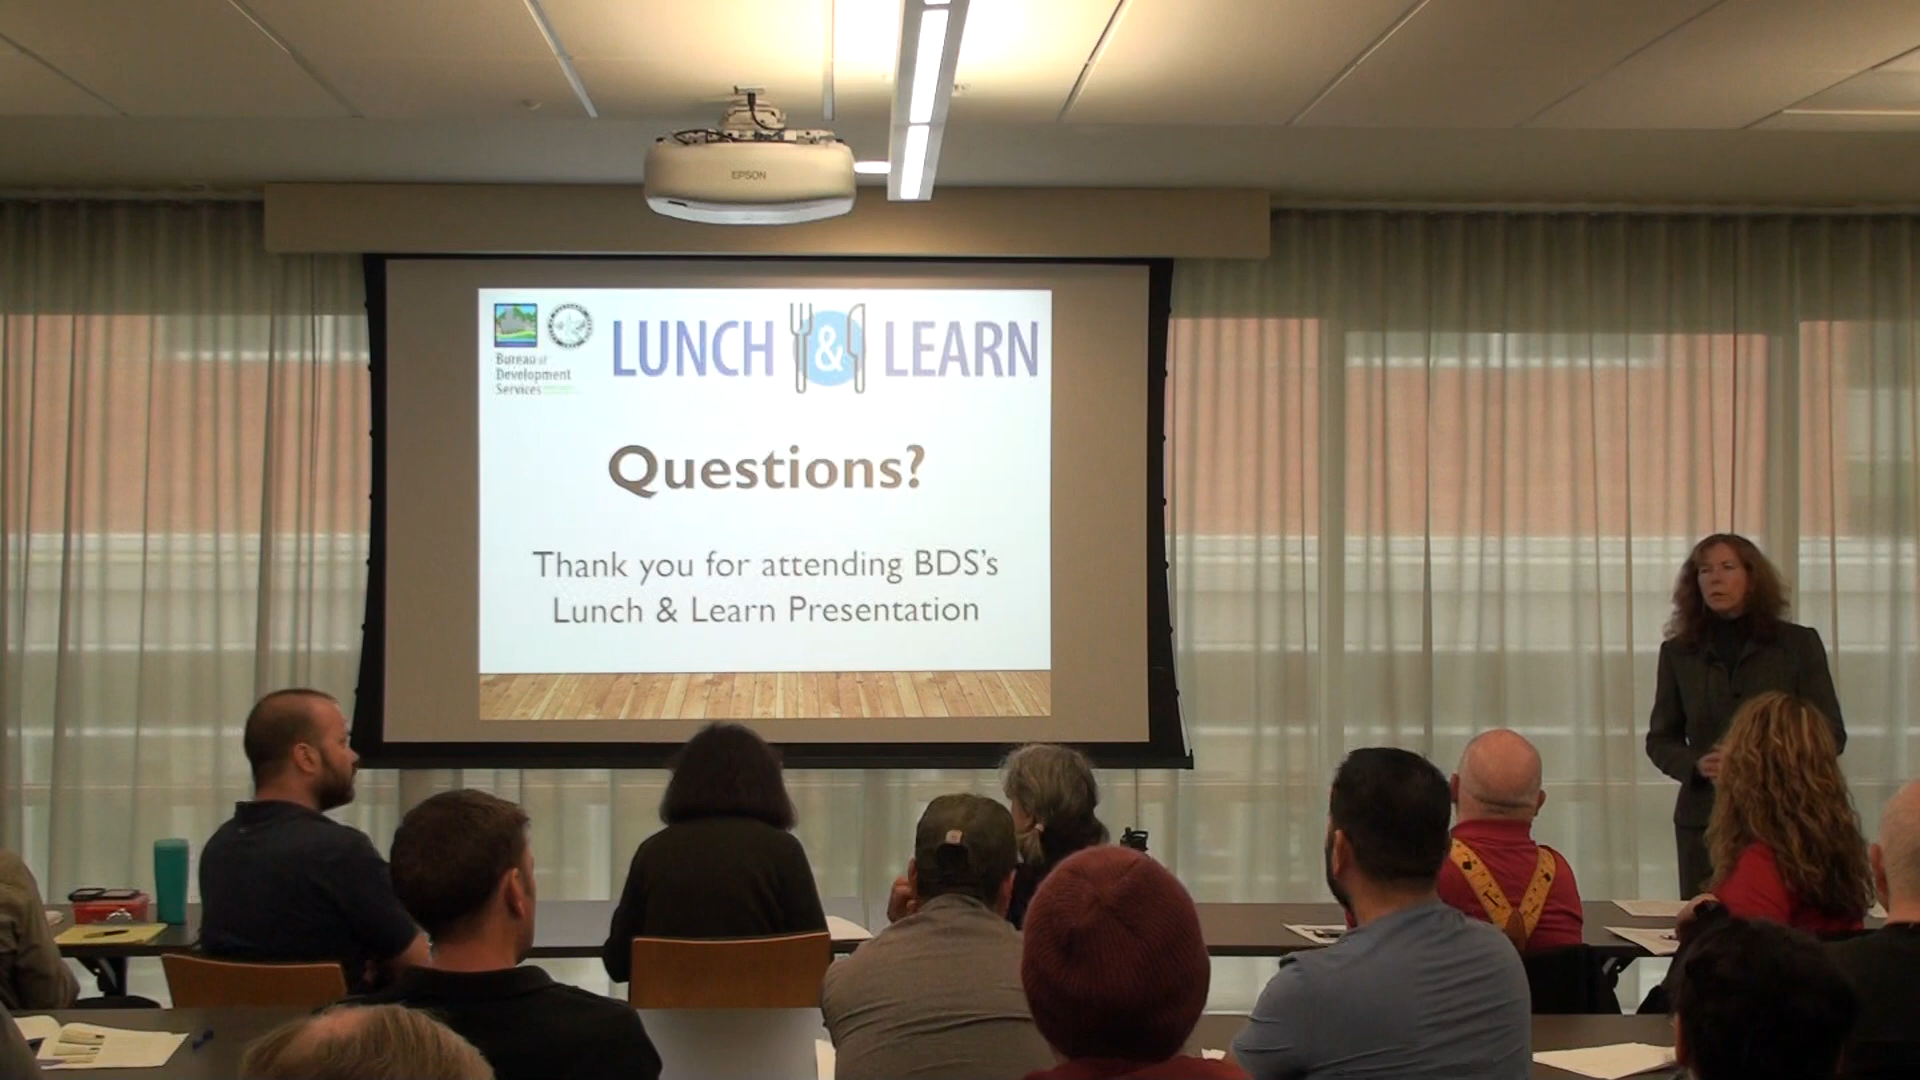 EPSON
LUNCH & LEARN
Bureau of
Development
Services
Questions?
Thank you for attending BDS's
Lunch & Learn Presentation